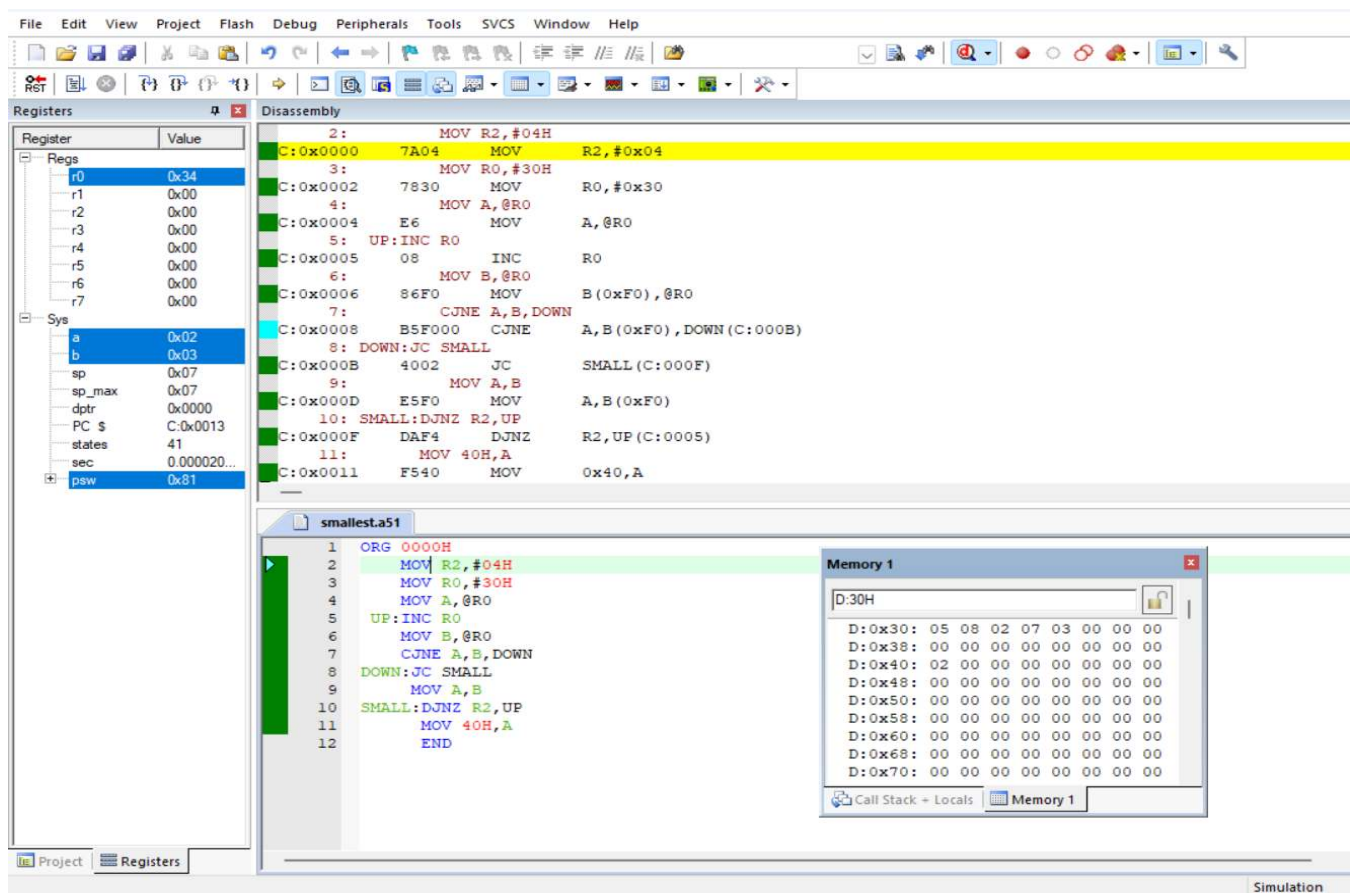 File Edit View Project Flash Debug Peripherals Tools SVCS Window Help
RST
Registers
Register Value
Regs
r0 0x34
r1 0x00
r2 0x00
r3 0x00
r4 0x00
r5 0x00
r6 0x00
r7 0x00
Sys
a 0x02
b 0x03
sp 0x07
sp_max 0x07
dptr 0x0000
PC $ C:0x0013
states 41
sec 0.000020...
psw 0x81
Project Registers
Disassembly
2: MOV R2,#04H
C:0x0000 7A04 MOV R2,#0x04
3: MOV R0,#30H
C:0x0002 7830 MOV R0,#0x30
4: MOV A,@R0
C:0x0004 E6 MOV A,@R0
5: UP:INC R0
C:0x0005 08 INC R0
6: MOV B,@R0
C:0x0006 86F0 MOV B(0xF0),@R0
7: CJNE A,B,DOWN
C:0x0008 B5F000 CJNE A,B(0xF0),DOWN(C:000B)
8: DOWN:JC SMALL
C:0x000B 4002 JC SMALL(C:000F)
9: MOV A,B
C:0x000D E5F0 MOV A,B(0xF0)
10: SMALL:DJNZ R2,UP
C:0x000F DAF4 DJNZ R2,UP(C:0005)
11: MOV 40H,A
C:0x0011 F540 MOV 0x40,A
smallest.a51
1 ORG 0000H
2 MOV R2,#04H
3 MOV R0,#30H
4 MOV A,@R0
5 UP:INC R0
6 MOV B,@R0
7 CJNE A,B,DOWN
8 DOWN:JC SMALL
9 MOV A,B
10 SMALL:DJNZ R2,UP
11 MOV 40H,A
12 END
Memory 1
D:30H
D:0x30: 05 08 02 07 03 00 00 00
D:0x38: 00 00 00 00 00 00 00 00
D:0x40: 02 00 00 00 00 00 00 00
D:0x48: 00 00 00 00 00 00 00 00
D:0x50: 00 00 00 00 00 00 00 00
D:0x58: 00 00 00 00 00 00 00 00
D:0x60: 00 00 00 00 00 00 00 00
D:0x68: 00 00 00 00 00 00 00 00
D:0x70: 00 00 00 00 00 00 00 00
Call Stack + Locals Memory 1
Simulation